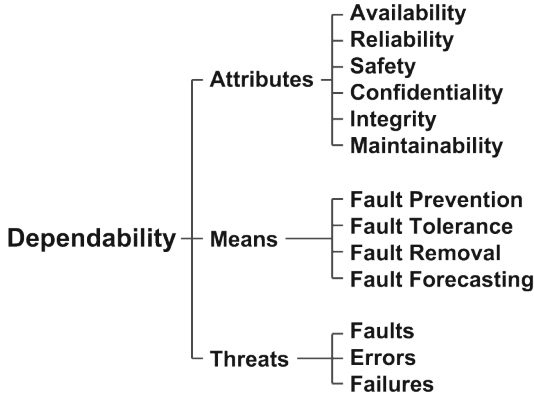 Dependability
Attributes
Availability
Reliability
Safety
Confidentiality
Integrity
Maintainability
Means
Fault Prevention
Fault Tolerance
Fault Removal
Fault Forecasting
Threats
Faults
Errors
Failures